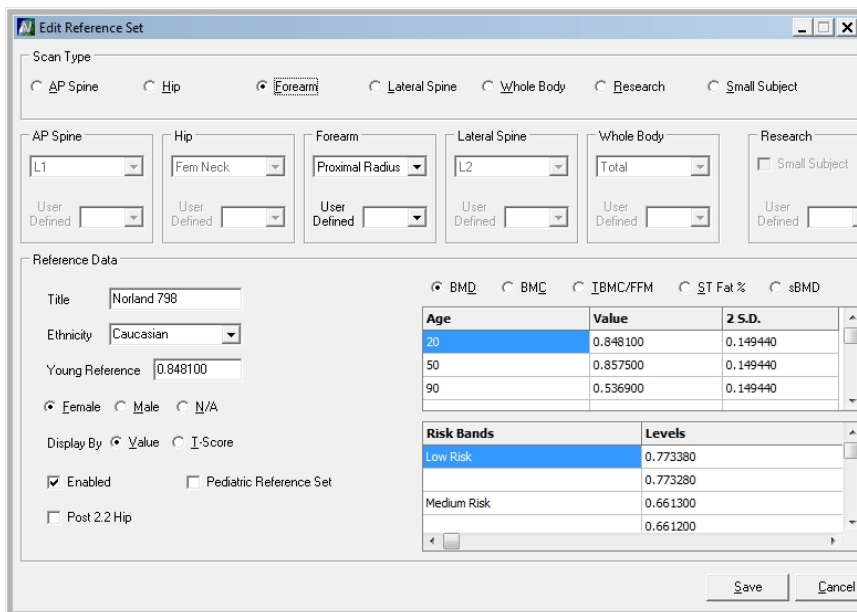 Edit Reference Set
Scan Type
AP Spine Hip Forearm Lateral Spine Whole Body Research Small Subject
AP Spine Hip Forearm Lateral Spine Whole Body Research
L1 Fem Neck Proximal Radius L2 Total Small Subject
User Defined User Defined User Defined User Defined User Defined User Defined
Reference Data
BMD BMC TBMC/FFM ST Fat % sBMD
Title Norland 798
Ethnicity Caucasian
Young Reference 0.848100
Female Male N/A
Display By Value T-Score
Enabled Pediatric Reference Set
Post 2.2 Hip
Age Value 2 S.D.
20 0.848100 0.149440
50 0.857500 0.149440
90 0.536900 0.149440
Risk Bands Levels
Low Risk 0.773380
0.773280
Medium Risk 0.661300
0.661200
Save Cancel